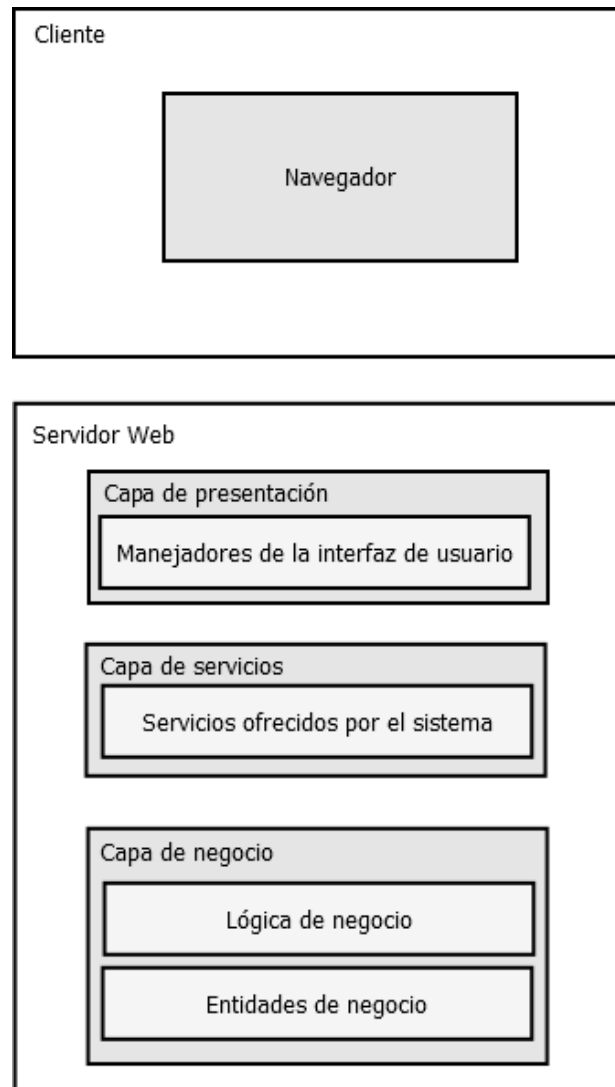 Cliente
Navegador
Servidor Web
Capa de presentación
Manejadores de la interfaz de usuario
Capa de servicios
Servicios ofrecidos por el sistema
Capa de negocio
Lógica de negocio
Entidades de negocio